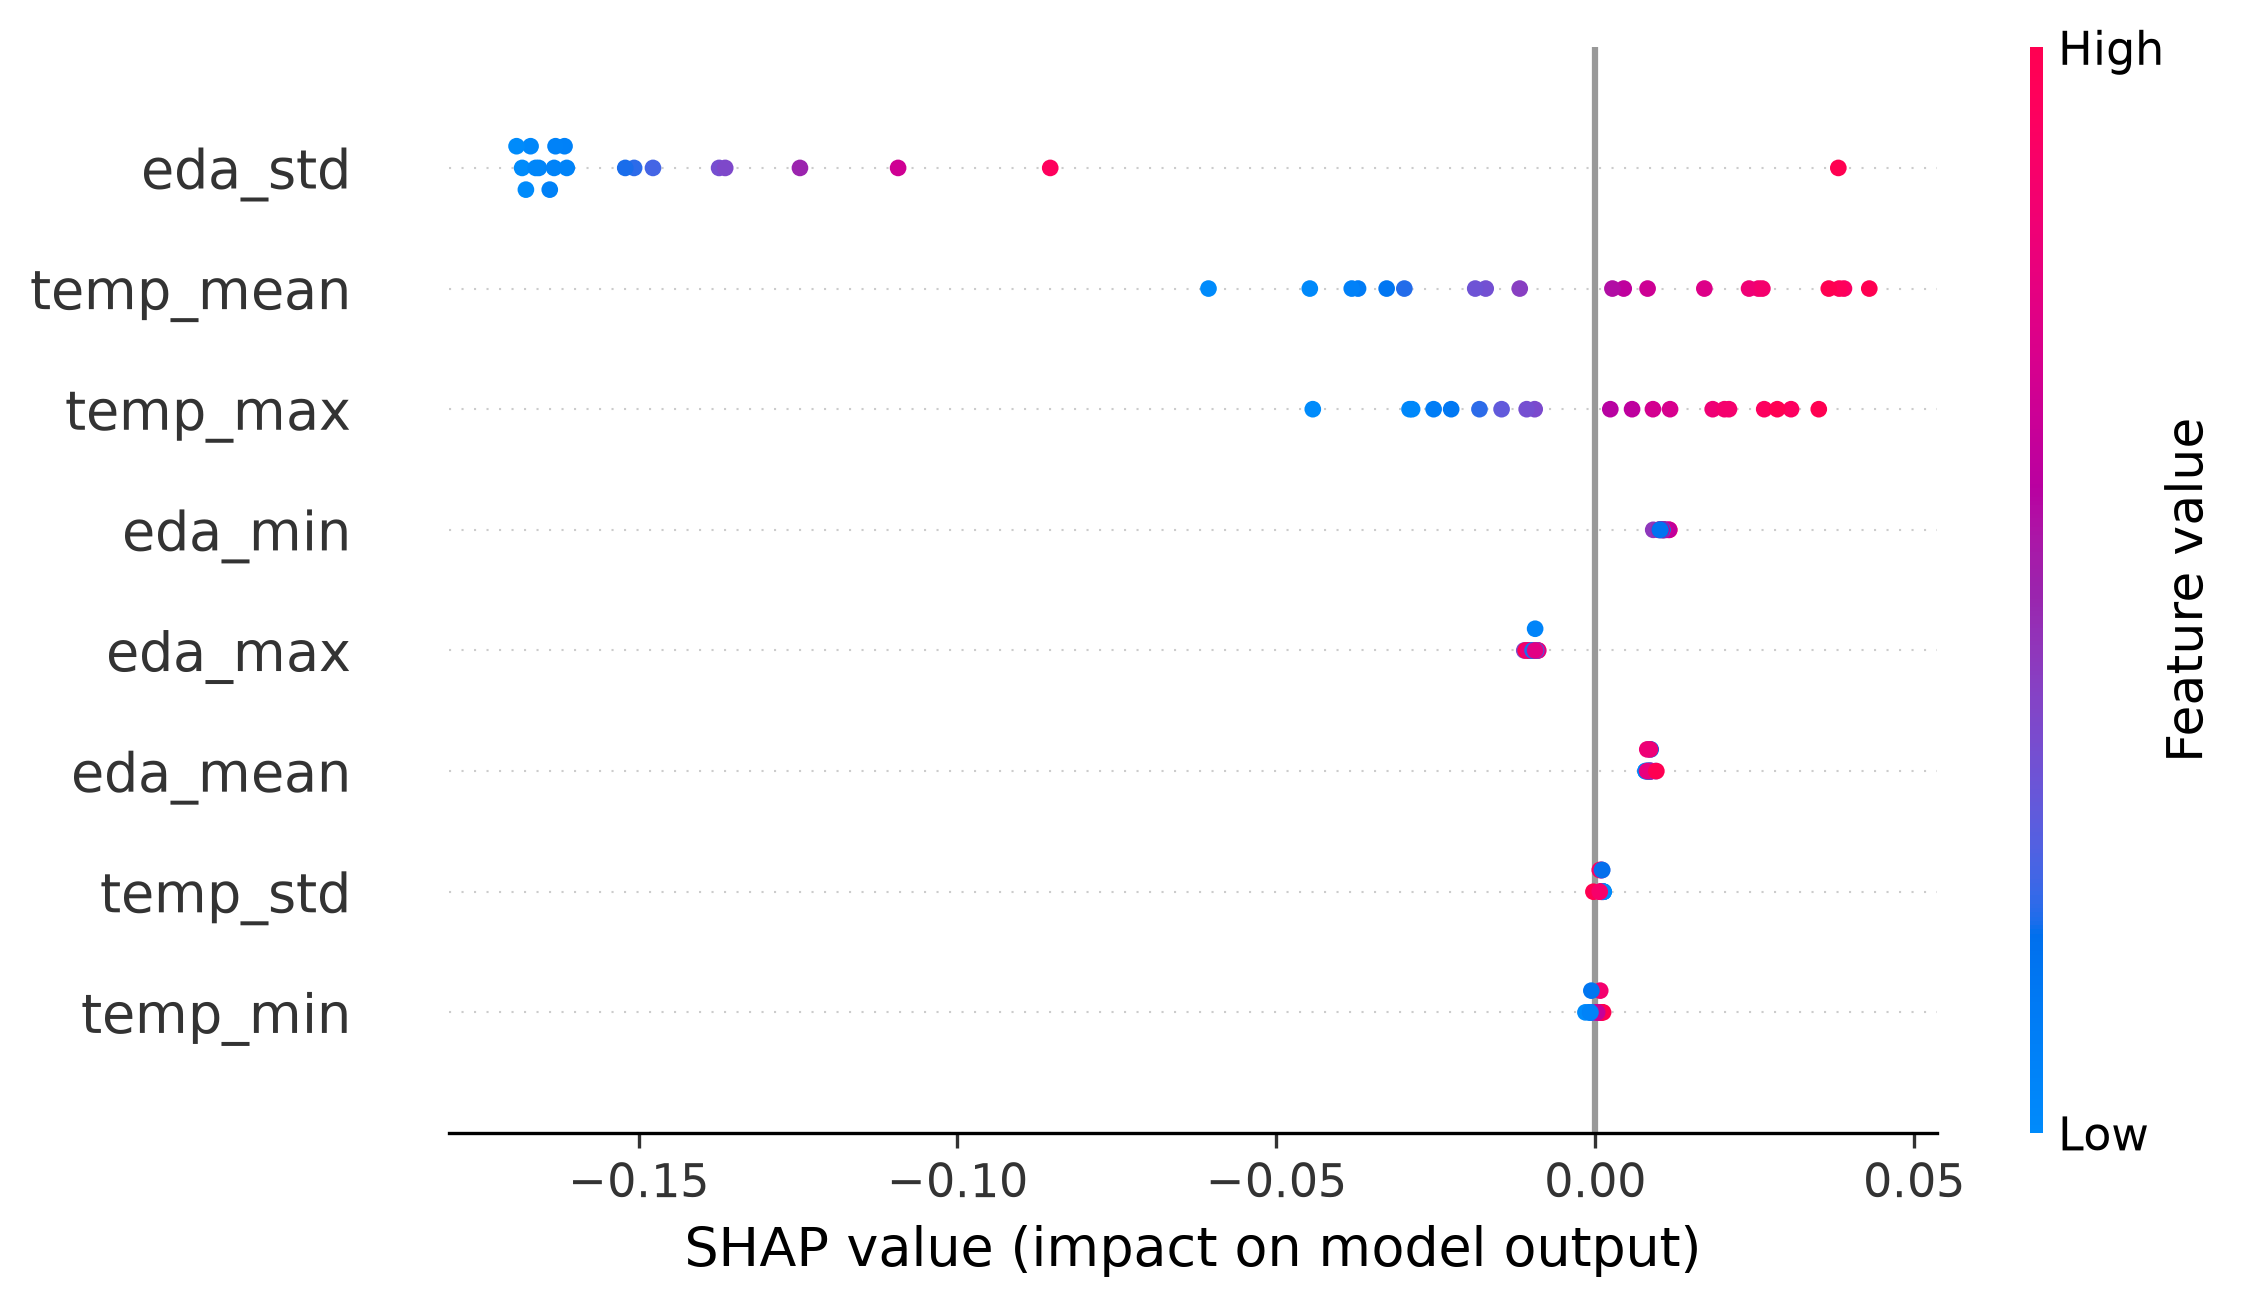 High
eda_std
temp_mean
temp_max
eda_min
eda_max
eda_mean
temp_std
temp_min
Feature value
Low
−0.15 −0.10 −0.05 0.00 0.05
SHAP value (impact on model output)